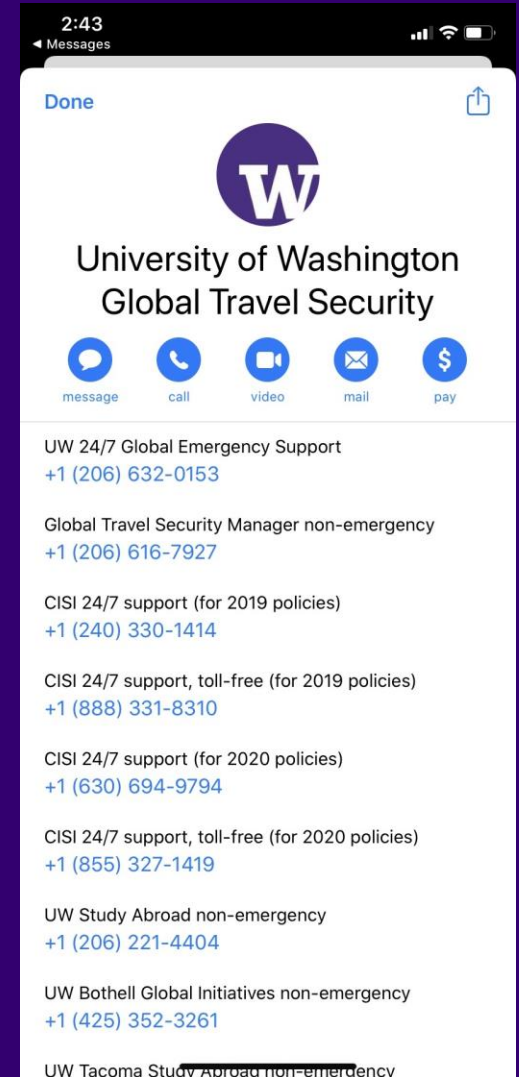 2:43
◀ Messages
Done
W
University of Washington
Global Travel Security
message call video mail pay
UW 24/7 Global Emergency Support
+1 (206) 632-0153
Global Travel Security Manager non-emergency
+1 (206) 616-7927
CISI 24/7 support (for 2019 policies)
+1 (240) 330-1414
CISI 24/7 support, toll-free (for 2019 policies)
+1 (888) 331-8310
CISI 24/7 support (for 2020 policies)
+1 (630) 694-9794
CISI 24/7 support, toll-free (for 2020 policies)
+1 (855) 327-1419
UW Study Abroad non-emergency
+1 (206) 221-4404
UW Bothell Global Initiatives non-emergency
+1 (425) 352-3261
UW Tacoma Study Abroad non-emergency